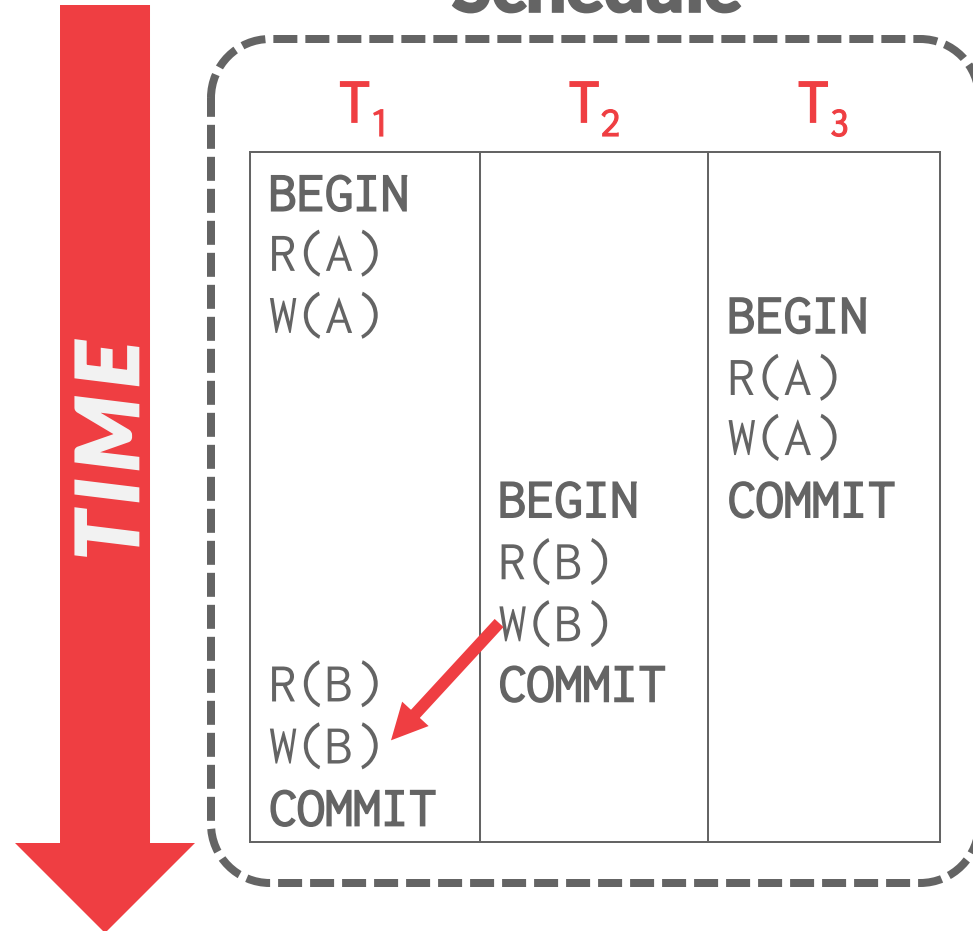 Schedule
TIME
T1 T2 T3
BEGIN
R(A)
W(A) BEGIN
R(A)
W(A)
BEGIN COMMIT
R(B)
W(B)
R(B) COMMIT
W(B)
COMMIT